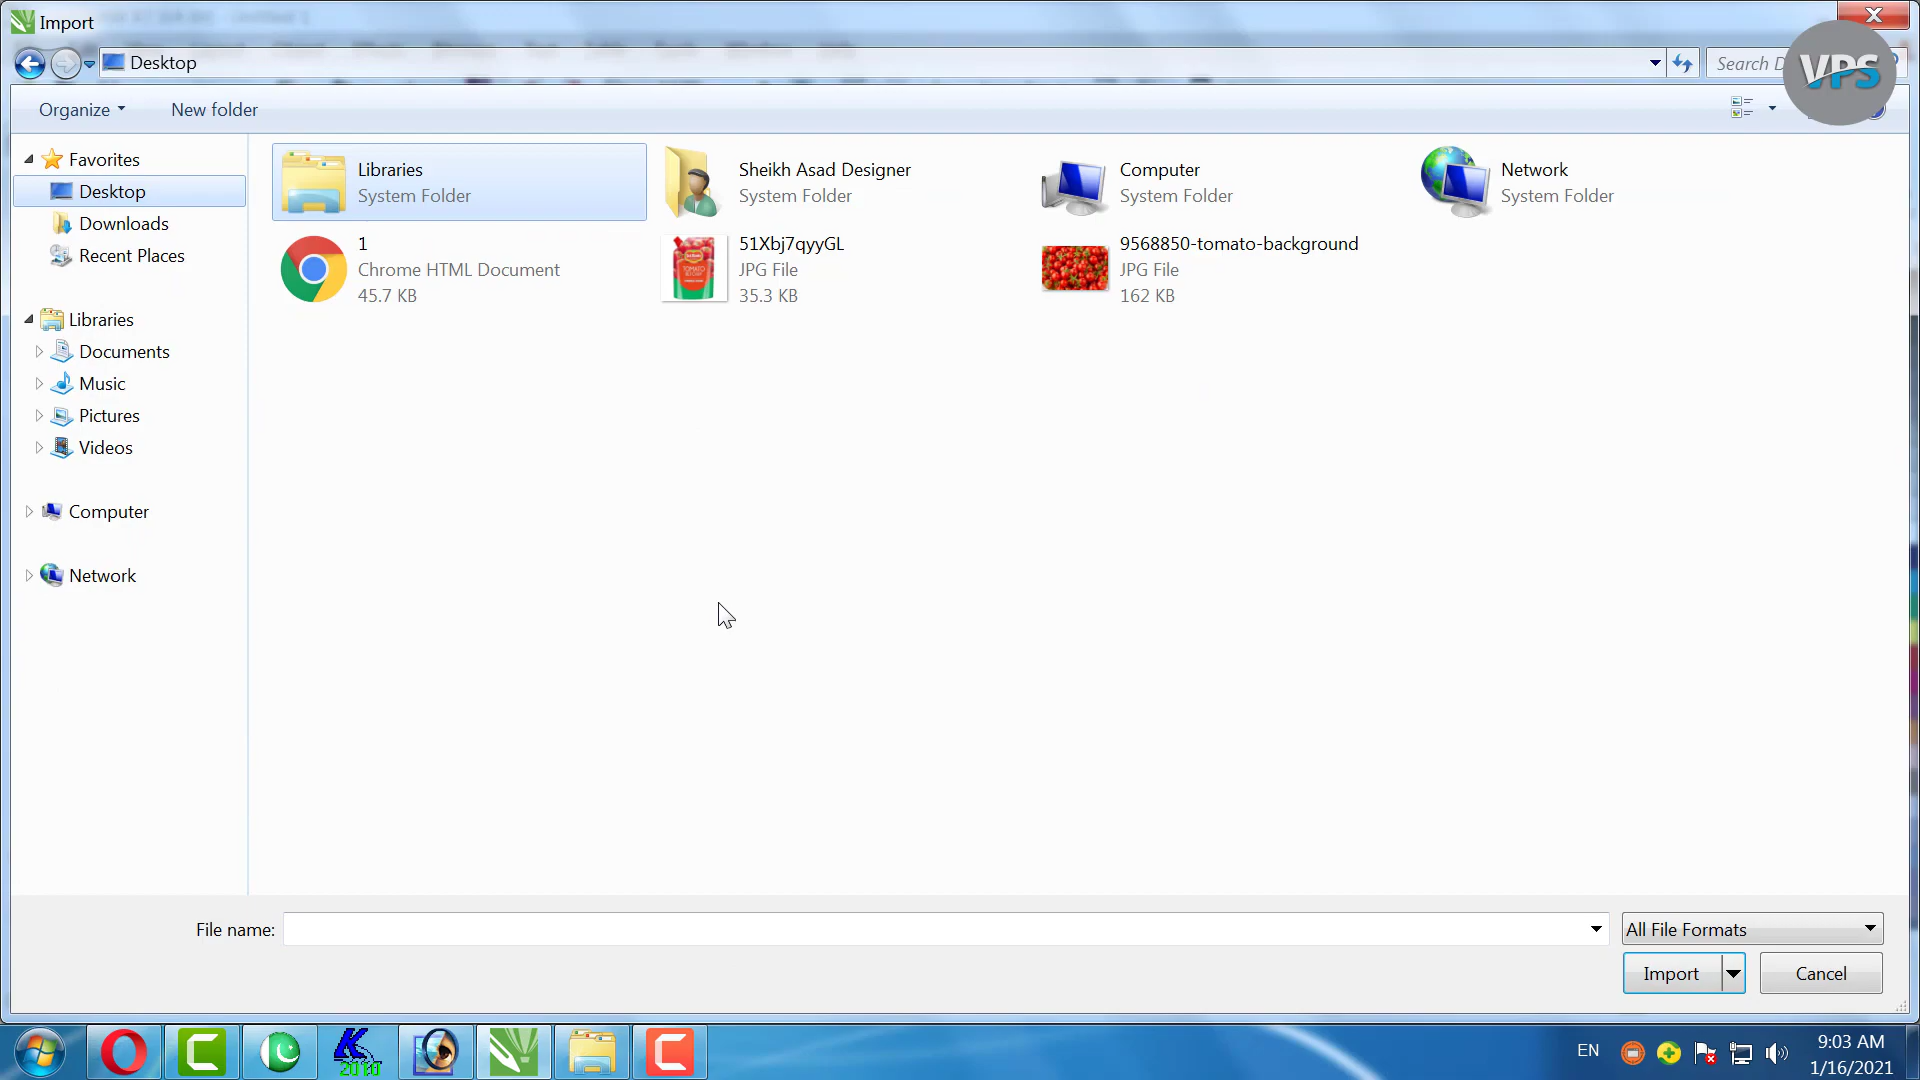 Import
Desktop
Search D
VPS
Organize
New folder
Favorites
Desktop
Downloads
Recent Places
Libraries
Documents
Music
Pictures
Videos
Computer
Network
Libraries
System Folder
Sheikh Asad Designer
System Folder
Computer
System Folder
Network
System Folder
1
Chrome HTML Document
45.7 KB
51Xbj7qyyGL
JPG File
35.3 KB
9568850-tomato-background
JPG File
162 KB
TOMATO
File name:
All File Formats
Import
Cancel
K
2010
EN
9:03 AM
1/16/2021